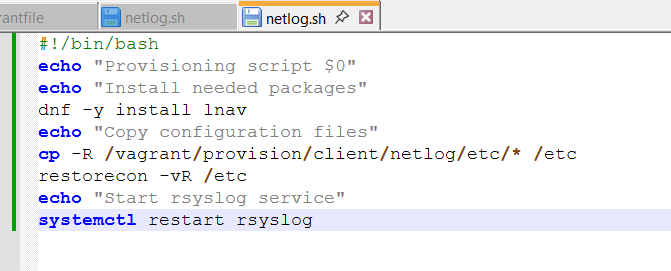 rantfile netlog.sh netlog.sh
#!/bin/bash
echo "Provisioning script $0"
echo "Install needed packages"
dnf -y install lnav
echo "Copy configuration files"
cp -R /vagrant/provision/client/netlog/etc/* /etc
restorecon -vR /etc
echo "Start rsyslog service"
systemctl restart rsyslog